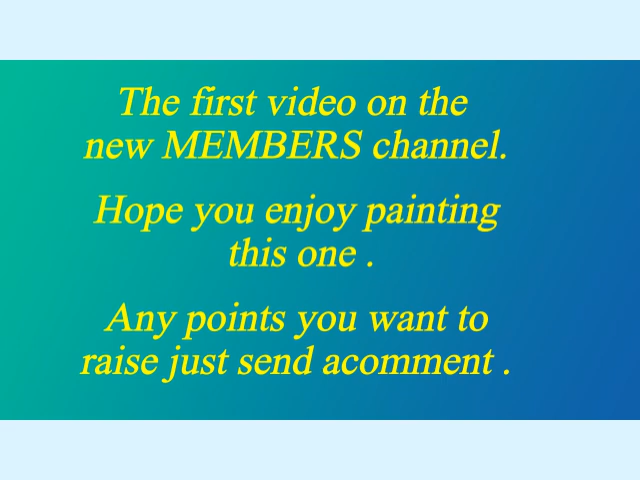 The first video on the
new MEMBERS channel.
Hope you enjoy painting
this one .
Any points you want to
raise just send acomment .